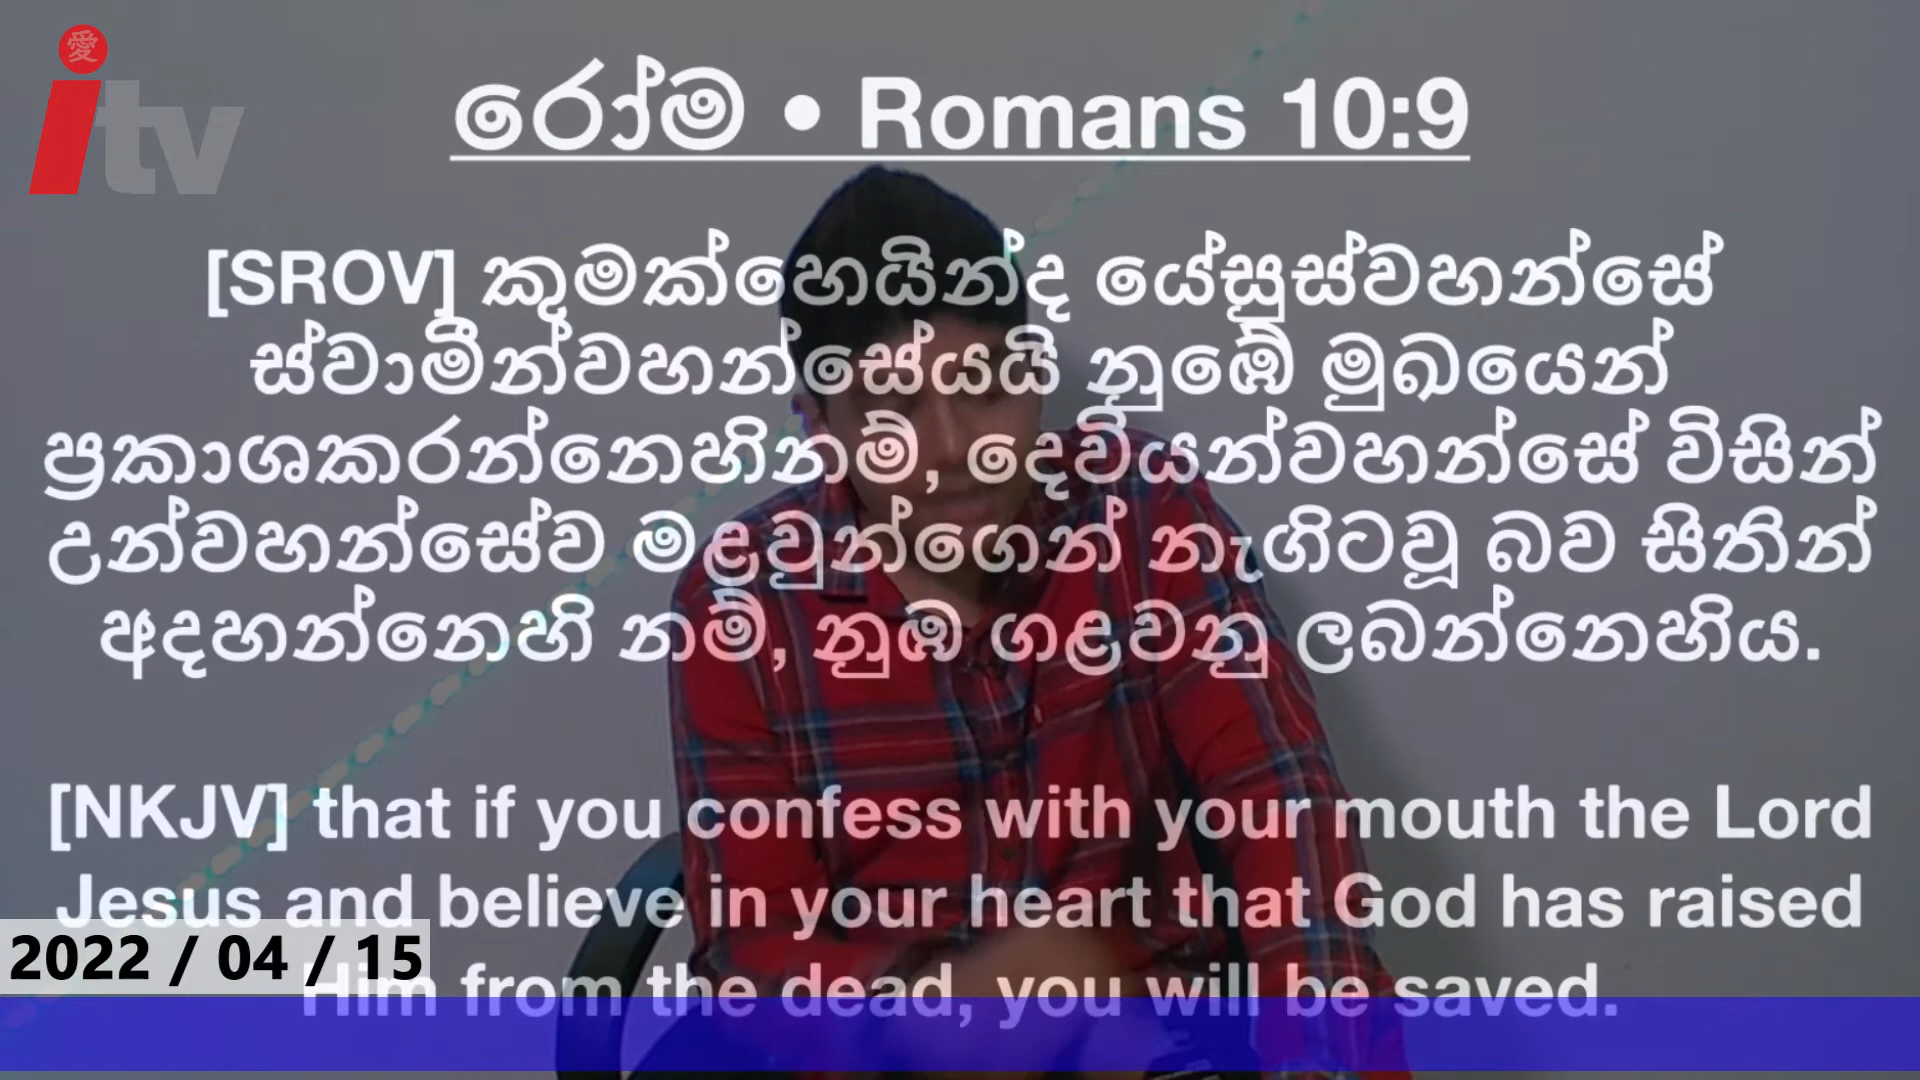 愛
itv
රෝම • Romans 10:9
[SROV] කුමක්හෙයින්ද යේසුස්වහන්සේ
ස්වාමීන්වහන්සේයයි නුඹේ මුඛයෙන්
ප්‍රකාශකරන්නෙහිනම්, දෙවියන්වහන්සේ විසින්
උන්වහන්සේව මළවුන්ගෙන් නැගිටවූ බව සිතින්
අදහන්නෙහි නම්, නුඹ ගළවනු ලබන්නෙහිය.
[NKJV] that if you confess with your mouth the Lord
Jesus and believe in your heart that God has raised
Him from the dead, you will be saved.
2022 / 04 / 15